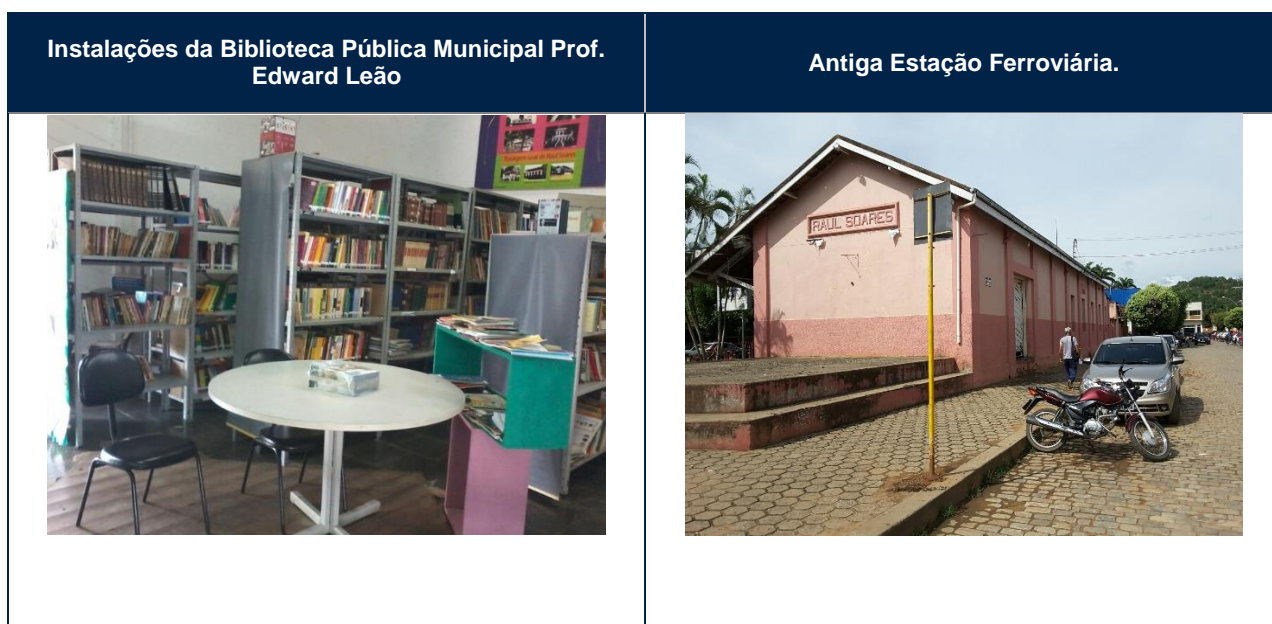 Instalações da Biblioteca Pública Municipal Prof.
Edward Leão
Antiga Estação Ferroviária.
RAUL SOARES